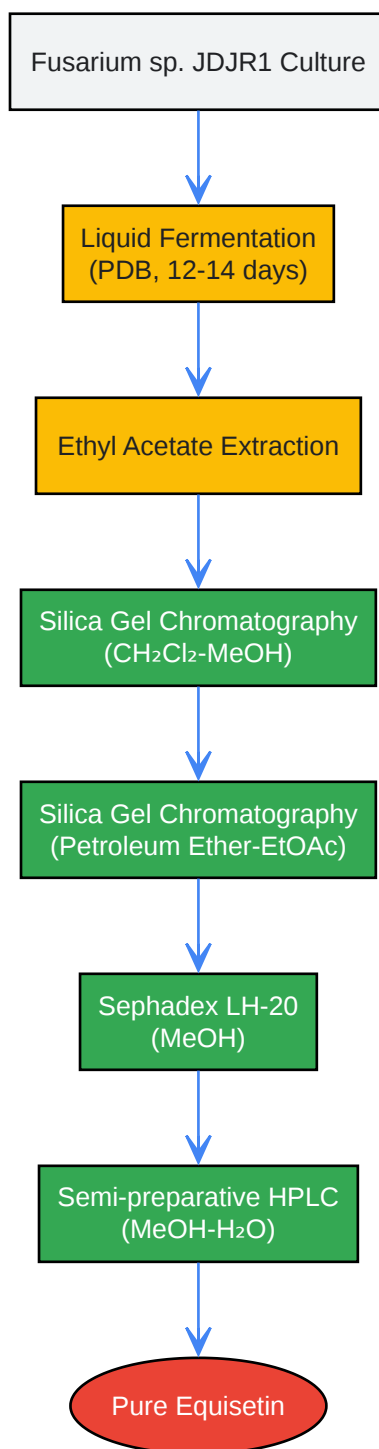 Fusarium sp. JDJR1 Culture
Liquid Fermentation
(PDB, 12-14 days)
Ethyl Acetate Extraction
Silica Gel Chromatography
(CH₂Cl₂-MeOH)
Silica Gel Chromatography
(Petroleum Ether-EtOAc)
Sephadex LH-20
(MeOH)
Semi-preparative HPLC
(MeOH-H₂O)
Pure Equisetin